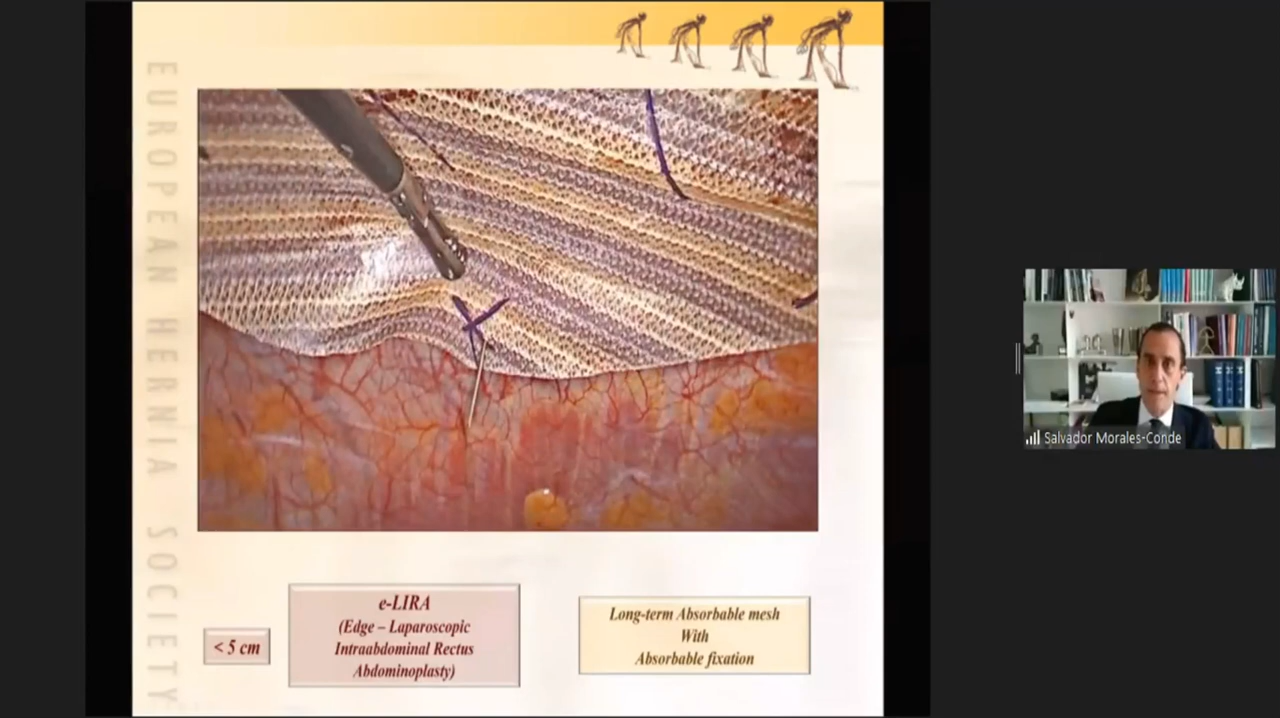 EUROPEAN HERNIA SOCIETY
< 5 cm
e-LIRA
(Edge – Laparoscopic
Intraabdominal Rectus
Abdominoplasty)
Long-term Absorbable mesh
With
Absorbable fixation
Salvador Morales-Conde